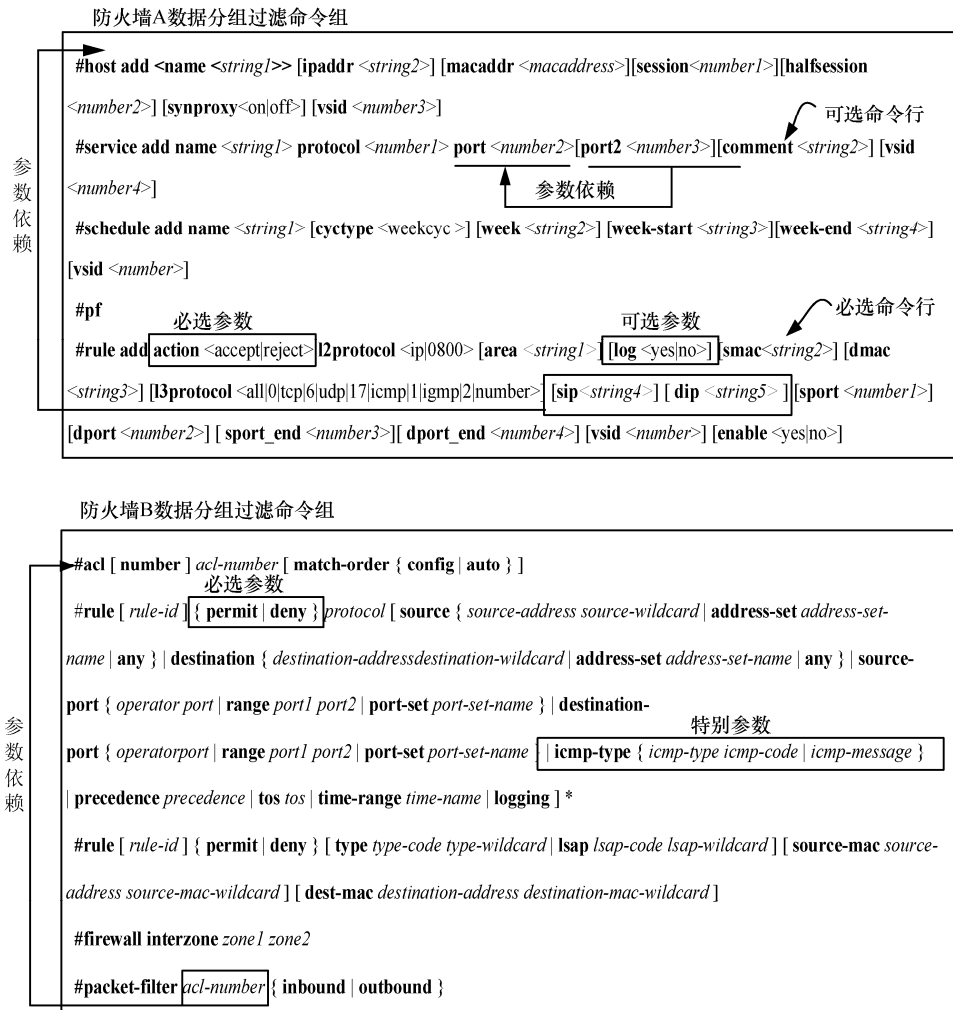 防火墙A数据分组过滤命令组
#host add <name <string1>> [ipaddr <string2>] [macaddr <macaddress>][session<number1>][halfsession
<number2>] [synproxy<on|off>] [vsid <number3>]
可选命令行
#service add name <string1> protocol <number1> port <number2>[port2 <number3>][comment <string2>] [vsid
<number4>]
参数依赖
参数依赖
#schedule add name <string1> [cyctype <weekcyc >] [week <string2>] [week-start <string3>][week-end <string4>]
[vsid <number>]
#pf
必选参数
可选参数
必选命令行
#rule add action <accept|reject> l2protocol <ip|0800> [area <string1>] [log <yes|no>] [smac<string2>] [dmac
<string3>] [l3protocol <all|0|tcp|6|udp|17|icmp|1|igmp|2|number>] [sip<string4>] [ dip <string5> ] [sport <number1>]
[dport <number2>] [ sport_end <number3>][ dport_end <number4>] [vsid <number>] [enable <yes|no>]
防火墙B数据分组过滤命令组
#acl [ number ] acl-number [ match-order { config | auto } ]
必选参数
#rule [ rule-id ] { permit | deny } protocol [ source { source-address source-wildcard | address-set address-set-
name | any } | destination { destination-addressdestination-wildcard | address-set address-set-name | any } | source-
port { operator port | range port1 port2 | port-set port-set-name } | destination-
特别参数
port { operatorport | range port1 port2 | port-set port-set-name } | icmp-type { icmp-type icmp-code | icmp-message }
参数依赖
| precedence precedence | tos tos | time-range time-name | logging ] *
#rule [ rule-id ] { permit | deny } [ type type-code type-wildcard | lsap lsap-code lsap-wildcard ] [ source-mac source-
address source-mac-wildcard ] [ dest-mac destination-address destination-mac-wildcard ]
#firewall interzone zone1 zone2
#packet-filter acl-number { inbound | outbound }